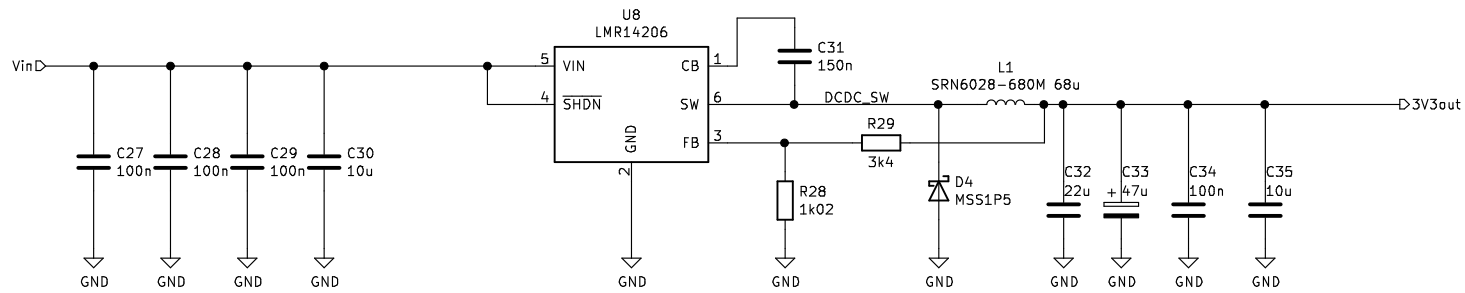 U8
LMR14206
Vin
5
VIN
CB
1
C31
150n
L1
SRN6028-680M 68u
4
SHDN
SW
6
DCDC_SW
3V3out
GND
FB
3
R29
3k4
2
C27
100n
C28
100n
C29
100n
C30
10u
R28
1k02
D4
MSS1P5
C32
22u
C33
+ 47u
C34
100n
C35
10u
GND
GND
GND
GND
GND
GND
GND
GND
GND
GND
GND